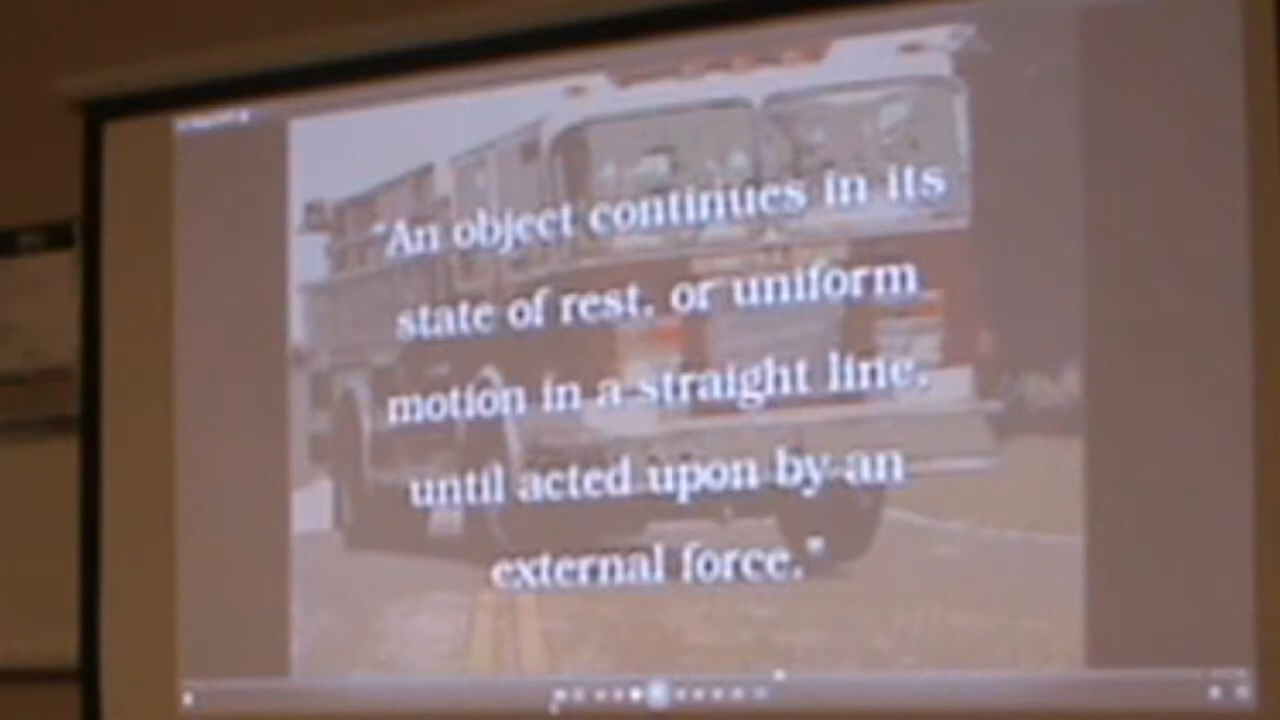 "An object continues in its
state of rest, or uniform
motion in a straight line,
until acted upon by an
external force."